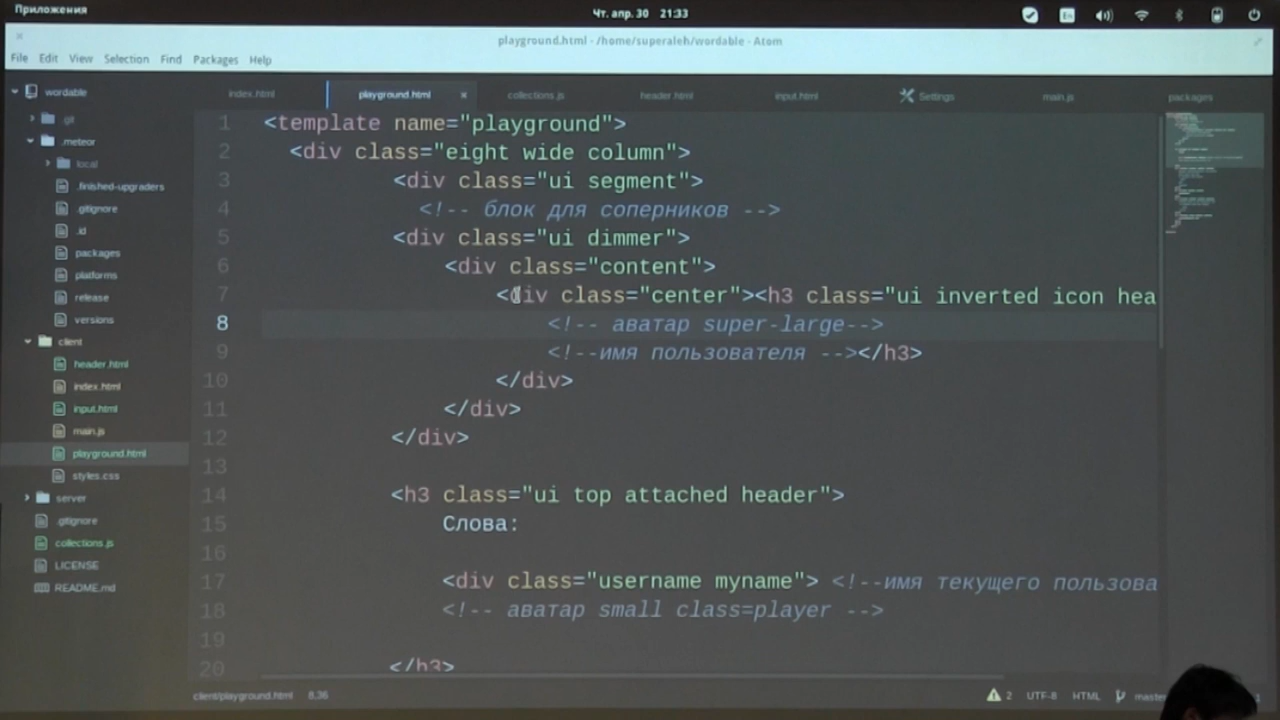 Приложения
Чт. апр. 30 21:33
En
playground.html - /home/superaleh/wordable - Atom
File Edit View Selection Find Packages Help
wordable
.git
.meteor
local
.finished-upgraders
.gitignore
.id
packages
platforms
release
versions
client
header.html
index.html
input.html
main.js
playground.html
styles.css
server
.gitignore
collections.js
LICENSE
README.md
index.html playground.html collections.js header.html input.html Settings main.js packages
1 <template name="playground">
2 <div class="eight wide column">
3 <div class="ui segment">
4 <!-- блок для соперников -->
5 <div class="ui dimmer">
6 <div class="content">
7 <div class="center"><h3 class="ui inverted icon hea
8 <!-- аватар super-large-->
9 <!--имя пользователя --></h3>
10 </div>
11 </div>
12 </div>
13
14 <h3 class="ui top attached header">
15 Слова:
16
17 <div class="username myname"> <!--имя текущего пользова
18 <!-- аватар small class=player -->
19
20 </h3>
client/playground.html 8,36 2 UTF-8 HTML master